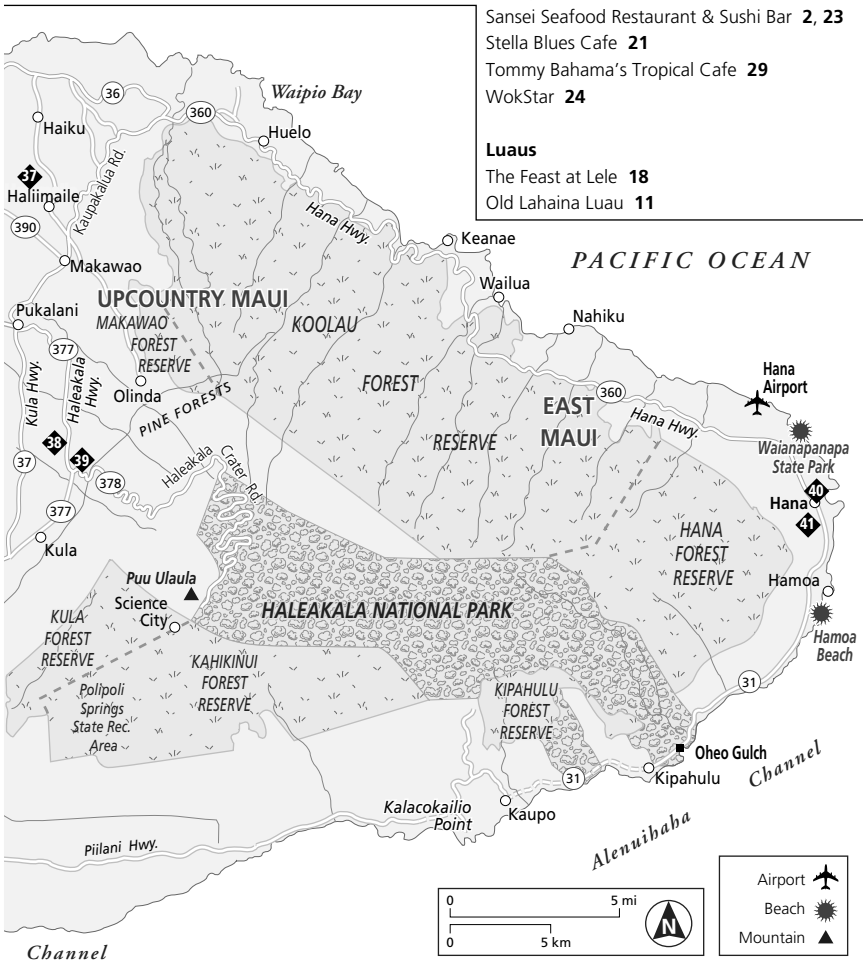 Sansei Seafood Restaurant & Sushi Bar 2, 23
Stella Blues Cafe 21
Tommy Bahama's Tropical Cafe 29
WokStar 24
Luaus
The Feast at Lele 18
Old Lahaina Luau 11
36
Waipio Bay
360
Haiku
Huelo
37
Haliimaile
Kaupakalua Rd.
390
Hana Hwy.
Keanae
PACIFIC OCEAN
Makawao
Wailua
UPCOUNTRY MAUI
Pukalani
MAKAWAO
FOREST
RESERVE
KOOLAU
Nahiku
377
Kula Hwy.
Haleakala
Hwy.
Olinda
PINE FORESTS
FOREST
360
Hana
Airport
EAST
MAUI
Hana Hwy.
RESERVE
Waianapanapa
State Park
38
39
37
378
Haleakala
Crater Rd.
40
Hana
41
377
Kula
HANA
FOREST
RESERVE
Hamoa
Puu Ulaula
Science
City
HALEAKALA NATIONAL PARK
KULA
FOREST
RESERVE
Hamoa
Beach
KAHIKINUI
FOREST
RESERVE
Polipoli
Springs
State Rec.
Area
KIPAHULU
FOREST
RESERVE
31
Oheo Gulch
Kipahulu
31
Kaupo
Kalacokailio
Point
Alenuihaha
Channel
Piilani Hwy.
0
5 mi
0
5 km
N
Airport
Beach
Mountain
Channel